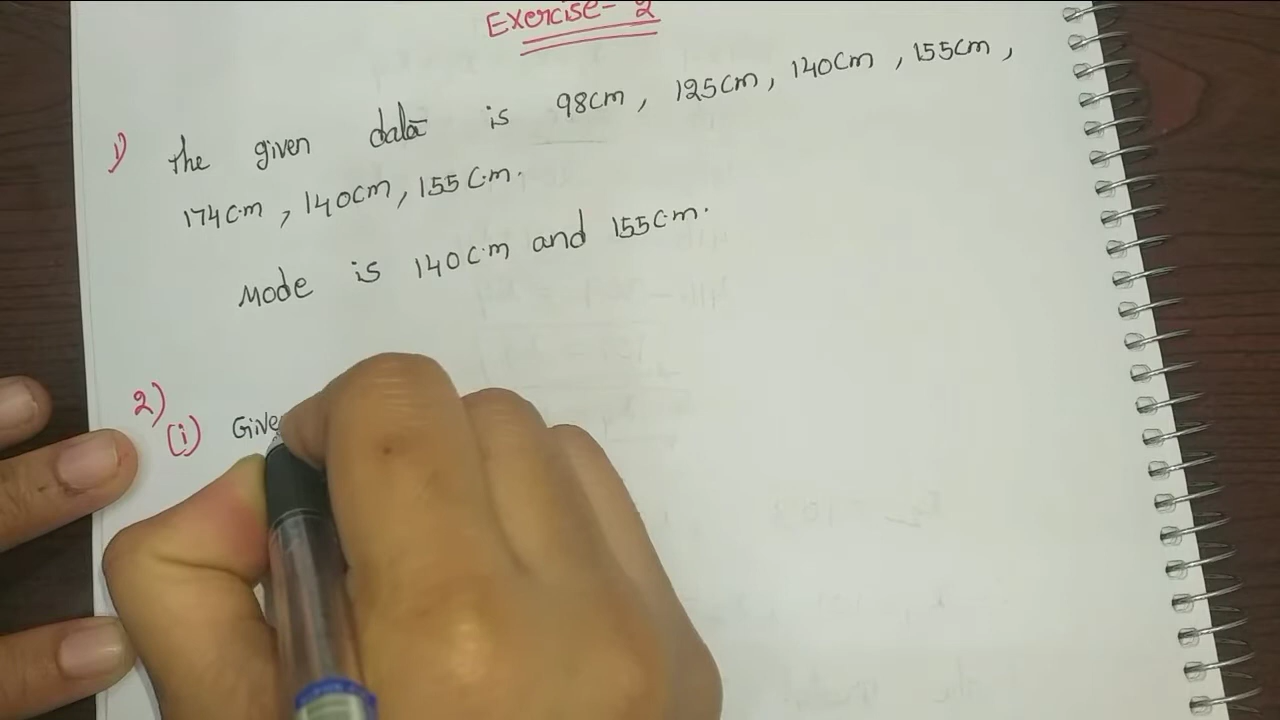 Exercise- 2
1) The given data is 98cm, 125cm, 140cm, 155cm,
174cm, 140cm, 155cm.
Mode is 140cm and 155cm.
2)
(i) Give